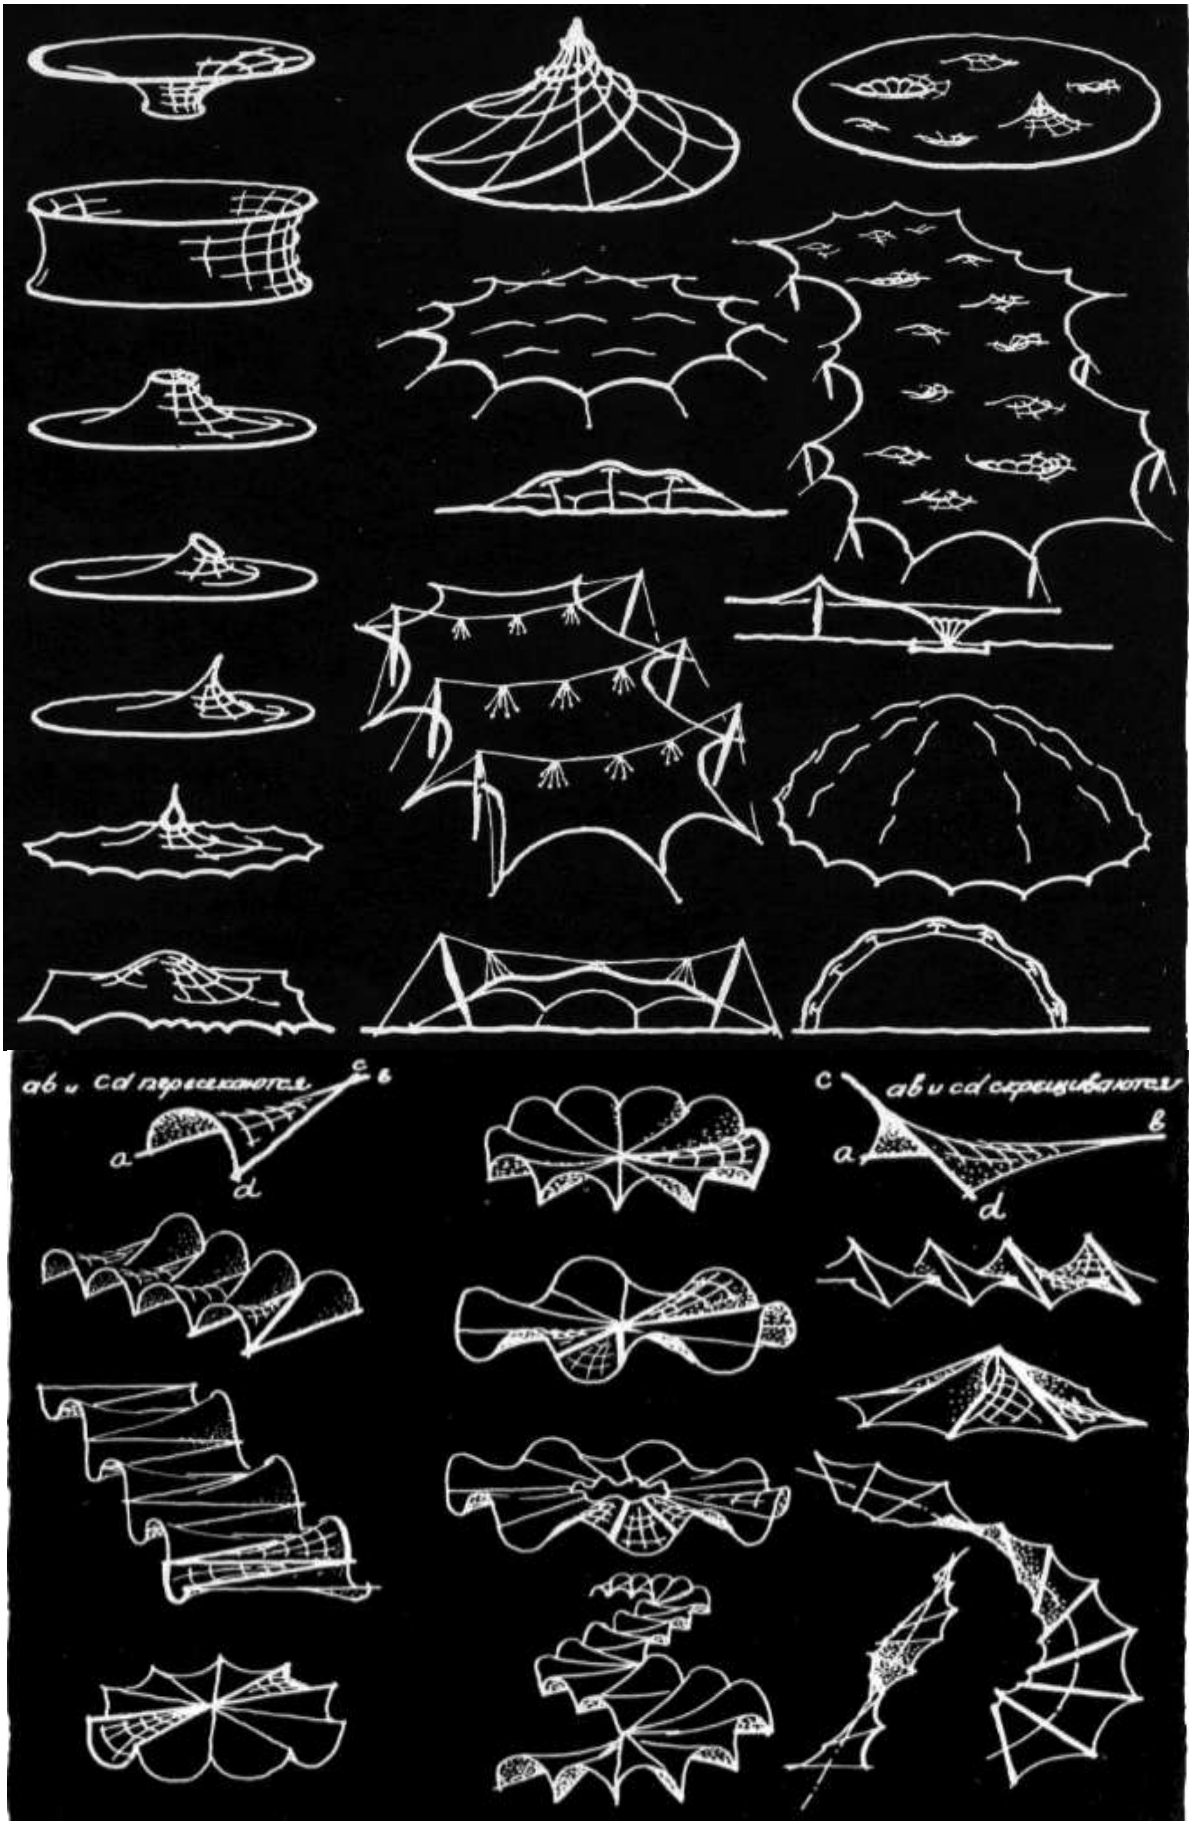 ab и cd пересекаются
c
в
a
d
c
ab и cd скрещиваются
в
a
d